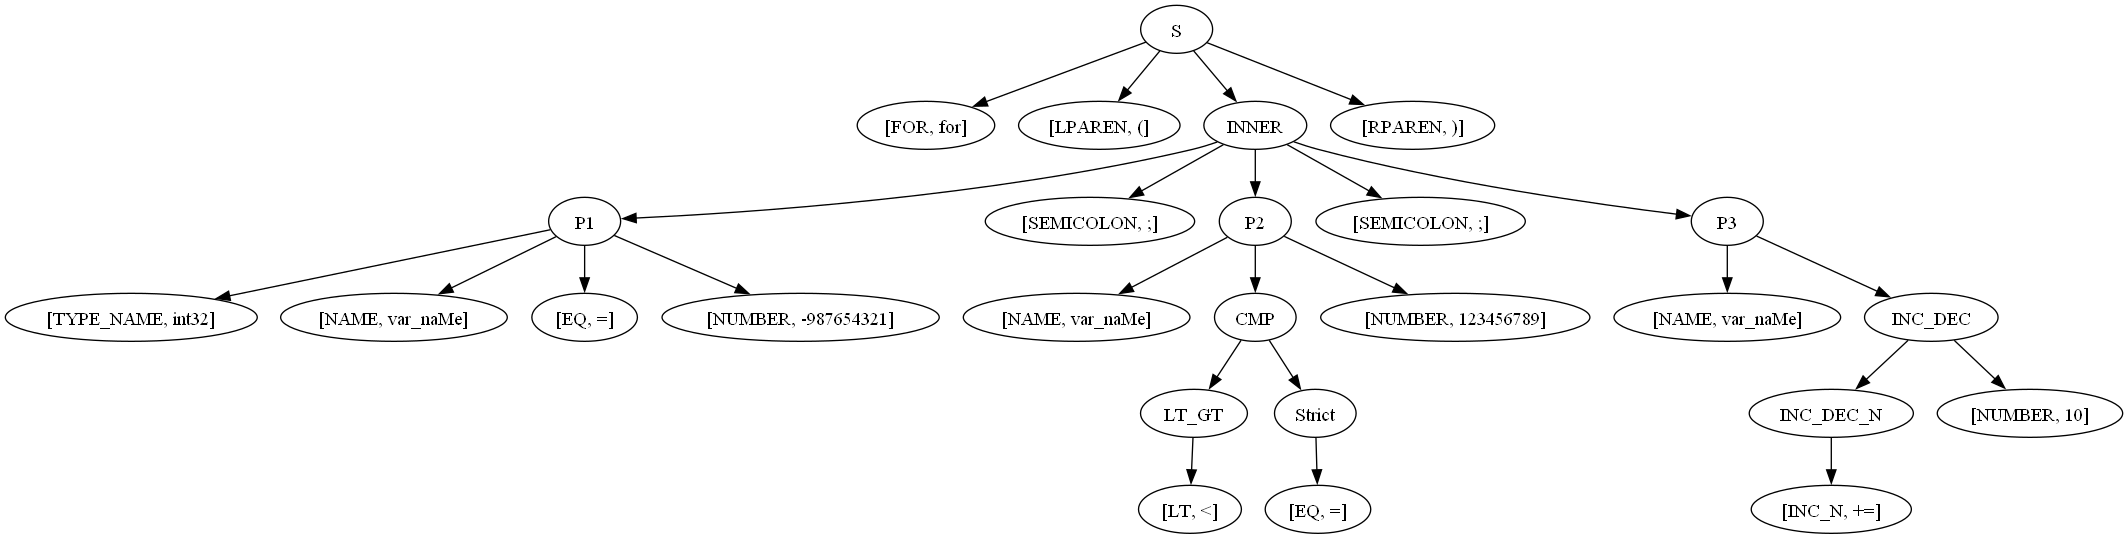 S
[FOR, for] [LPAREN, (] INNER [RPAREN, )]
P1 [SEMICOLON, ;] P2 [SEMICOLON, ;] P3
[TYPE_NAME, int32] [NAME, var_naMe] [EQ, =] [NUMBER, -987654321] [NAME, var_naMe] CMP [NUMBER, 123456789] [NAME, var_naMe] INC_DEC
LT_GT Strict INC_DEC_N [NUMBER, 10]
[LT, <] [EQ, =] [INC_N, +=]